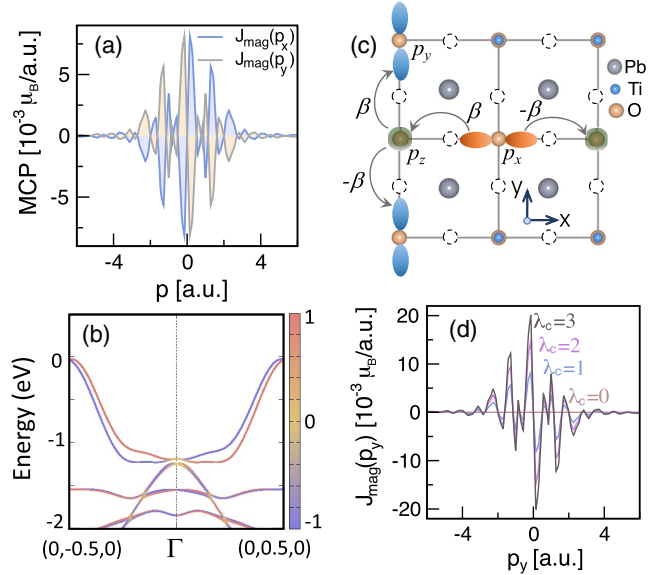 (a)
J_mag(p_x)
J_mag(p_y)
MCP [10⁻³ μ_B/a.u.]
5
0
-5
-4 0 4
p [a.u.]
(b)
Energy (eV)
0
-1
-2
(0,-0.5,0) Γ (0,0.5,0)
1
0
-1
(c)
p_y
Pb
Ti
O
β
β
-β
p_z
p_x
-β
y
x
(d)
λ_c=3
λ_c=2
λ_c=1
λ_c=0
J_mag(p_y) [10⁻³ μ_B/a.u.]
20
10
0
-10
-20
-4 0 4
p_y [a.u.]